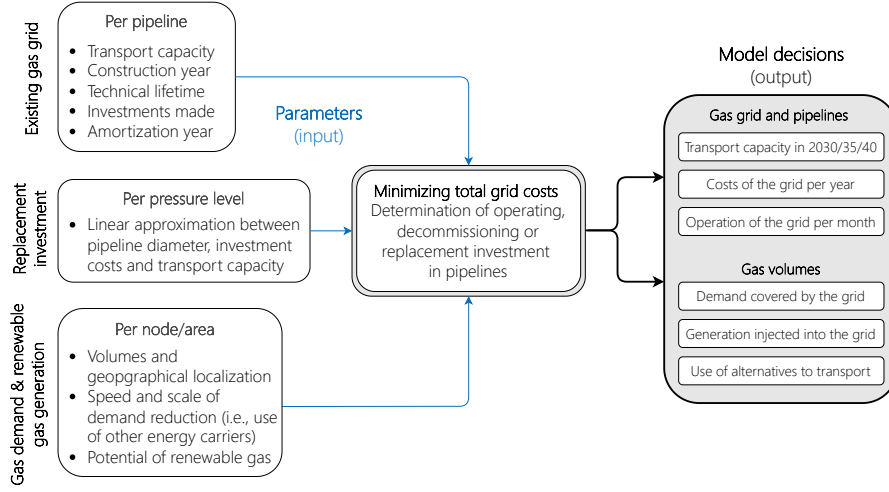 Existing gas grid
Per pipeline
• Transport capacity
• Construction year
• Technical lifetime
• Investments made
• Amortization year
Parameters
(input)
Replacement
investment
Per pressure level
• Linear approximation between
pipeline diameter, investment
costs and transport capacity
Gas demand & renewable
gas generation
Per node/area
• Volumes and
geopgraphical localization
• Speed and scale of
demand reduction (i.e., use
of other energy carriers)
• Potential of renewable gas
Minimizing total grid costs
Determination of operating,
decommissioning or
replacement investment
in pipelines
Model decisions
(output)
Gas grid and pipelines
Transport capacity in 2030/35/40
Costs of the grid per year
Operation of the grid per month
Gas volumes
Demand covered by the grid
Generation injected into the grid
Use of alternatives to transport